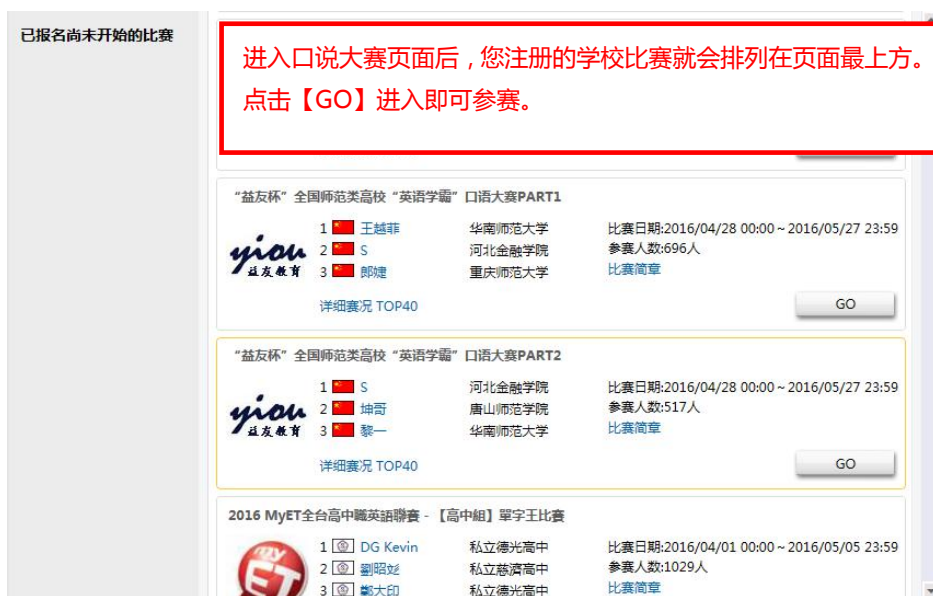 已报名尚未开始的比赛
进入口说大赛页面后,您注册的学校比赛就会排列在页面最上方。
点击【GO】进入即可参赛。
“益友杯”全国师范类高校“英语学霸”口语大赛PART1
1 王越菲 华南师范大学 比赛日期:2016/04/28 00:00 ~ 2016/05/27 23:59
yiou 2 S 河北金融学院 参赛人数:696人
益友教育 3 郎婕 重庆师范大学 比赛简章
详细赛况 TOP40
GO
“益友杯”全国师范类高校“英语学霸”口语大赛PART2
1 S 河北金融学院 比赛日期:2016/04/28 00:00 ~ 2016/05/27 23:59
yiou 2 坤哥 唐山师范学院 参赛人数:517人
益友教育 3 黎一 华南师范大学 比赛简章
详细赛况 TOP40
GO
2016 MyET全台高中職英語聯賽 - 【高中組】單字王比賽
1 DG Kevin 私立德光高中 比赛日期:2016/04/01 00:00 ~ 2016/05/05 23:59
my ET 2 劉昭彣 私立慈濟高中 参赛人数:1029人
3 鄭大印 私立德光高中 比赛简章